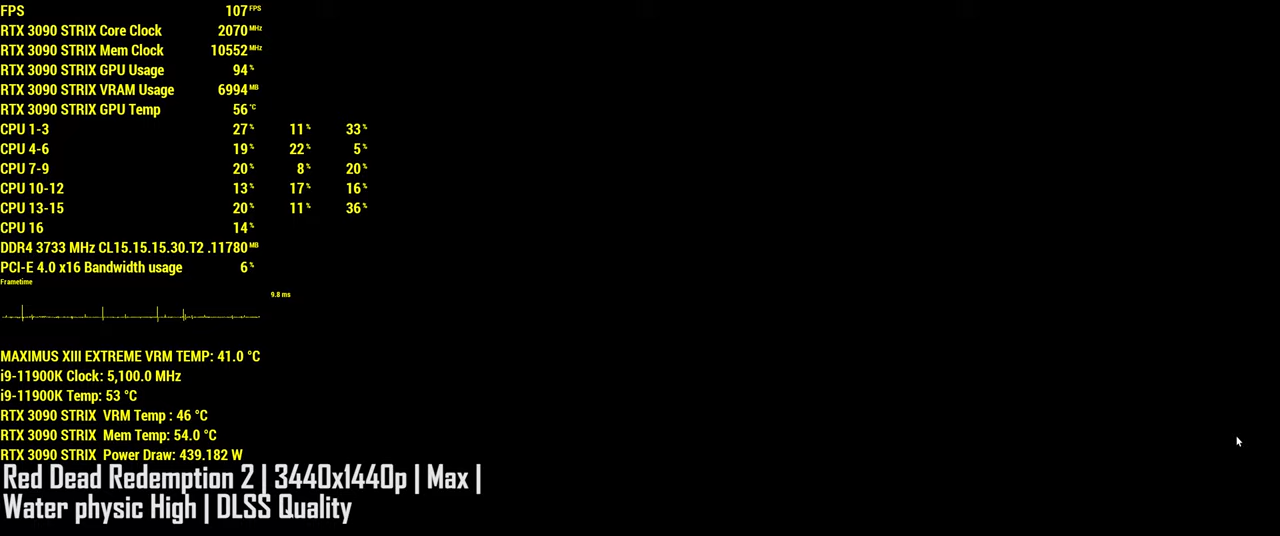 FPS 107 FPS
RTX 3090 STRIX Core Clock 2070 MHz
RTX 3090 STRIX Mem Clock 10552 MHz
RTX 3090 STRIX GPU Usage 94 %
RTX 3090 STRIX VRAM Usage 6994 MB
RTX 3090 STRIX GPU Temp 56 °C
CPU 1-3 27 % 11 % 33 %
CPU 4-6 19 % 22 % 5 %
CPU 7-9 20 % 8 % 20 %
CPU 10-12 13 % 17 % 16 %
CPU 13-15 20 % 11 % 36 %
CPU 16 14 %
DDR4 3733 MHz CL15.15.15.30.T2 .11780 MB
PCI-E 4.0 x16 Bandwidth usage 6 %
Frametime
9.8 ms
MAXIMUS XIII EXTREME VRM TEMP: 41.0 °C
i9-11900K Clock: 5,100.0 MHz
i9-11900K Temp: 53 °C
RTX 3090 STRIX  VRM Temp : 46 °C
RTX 3090 STRIX  Mem Temp: 54.0 °C
RTX 3090 STRIX  Power Draw: 439.182 W
Red Dead Redemption 2 | 3440x1440p | Max |
Water physic High | DLSS Quality